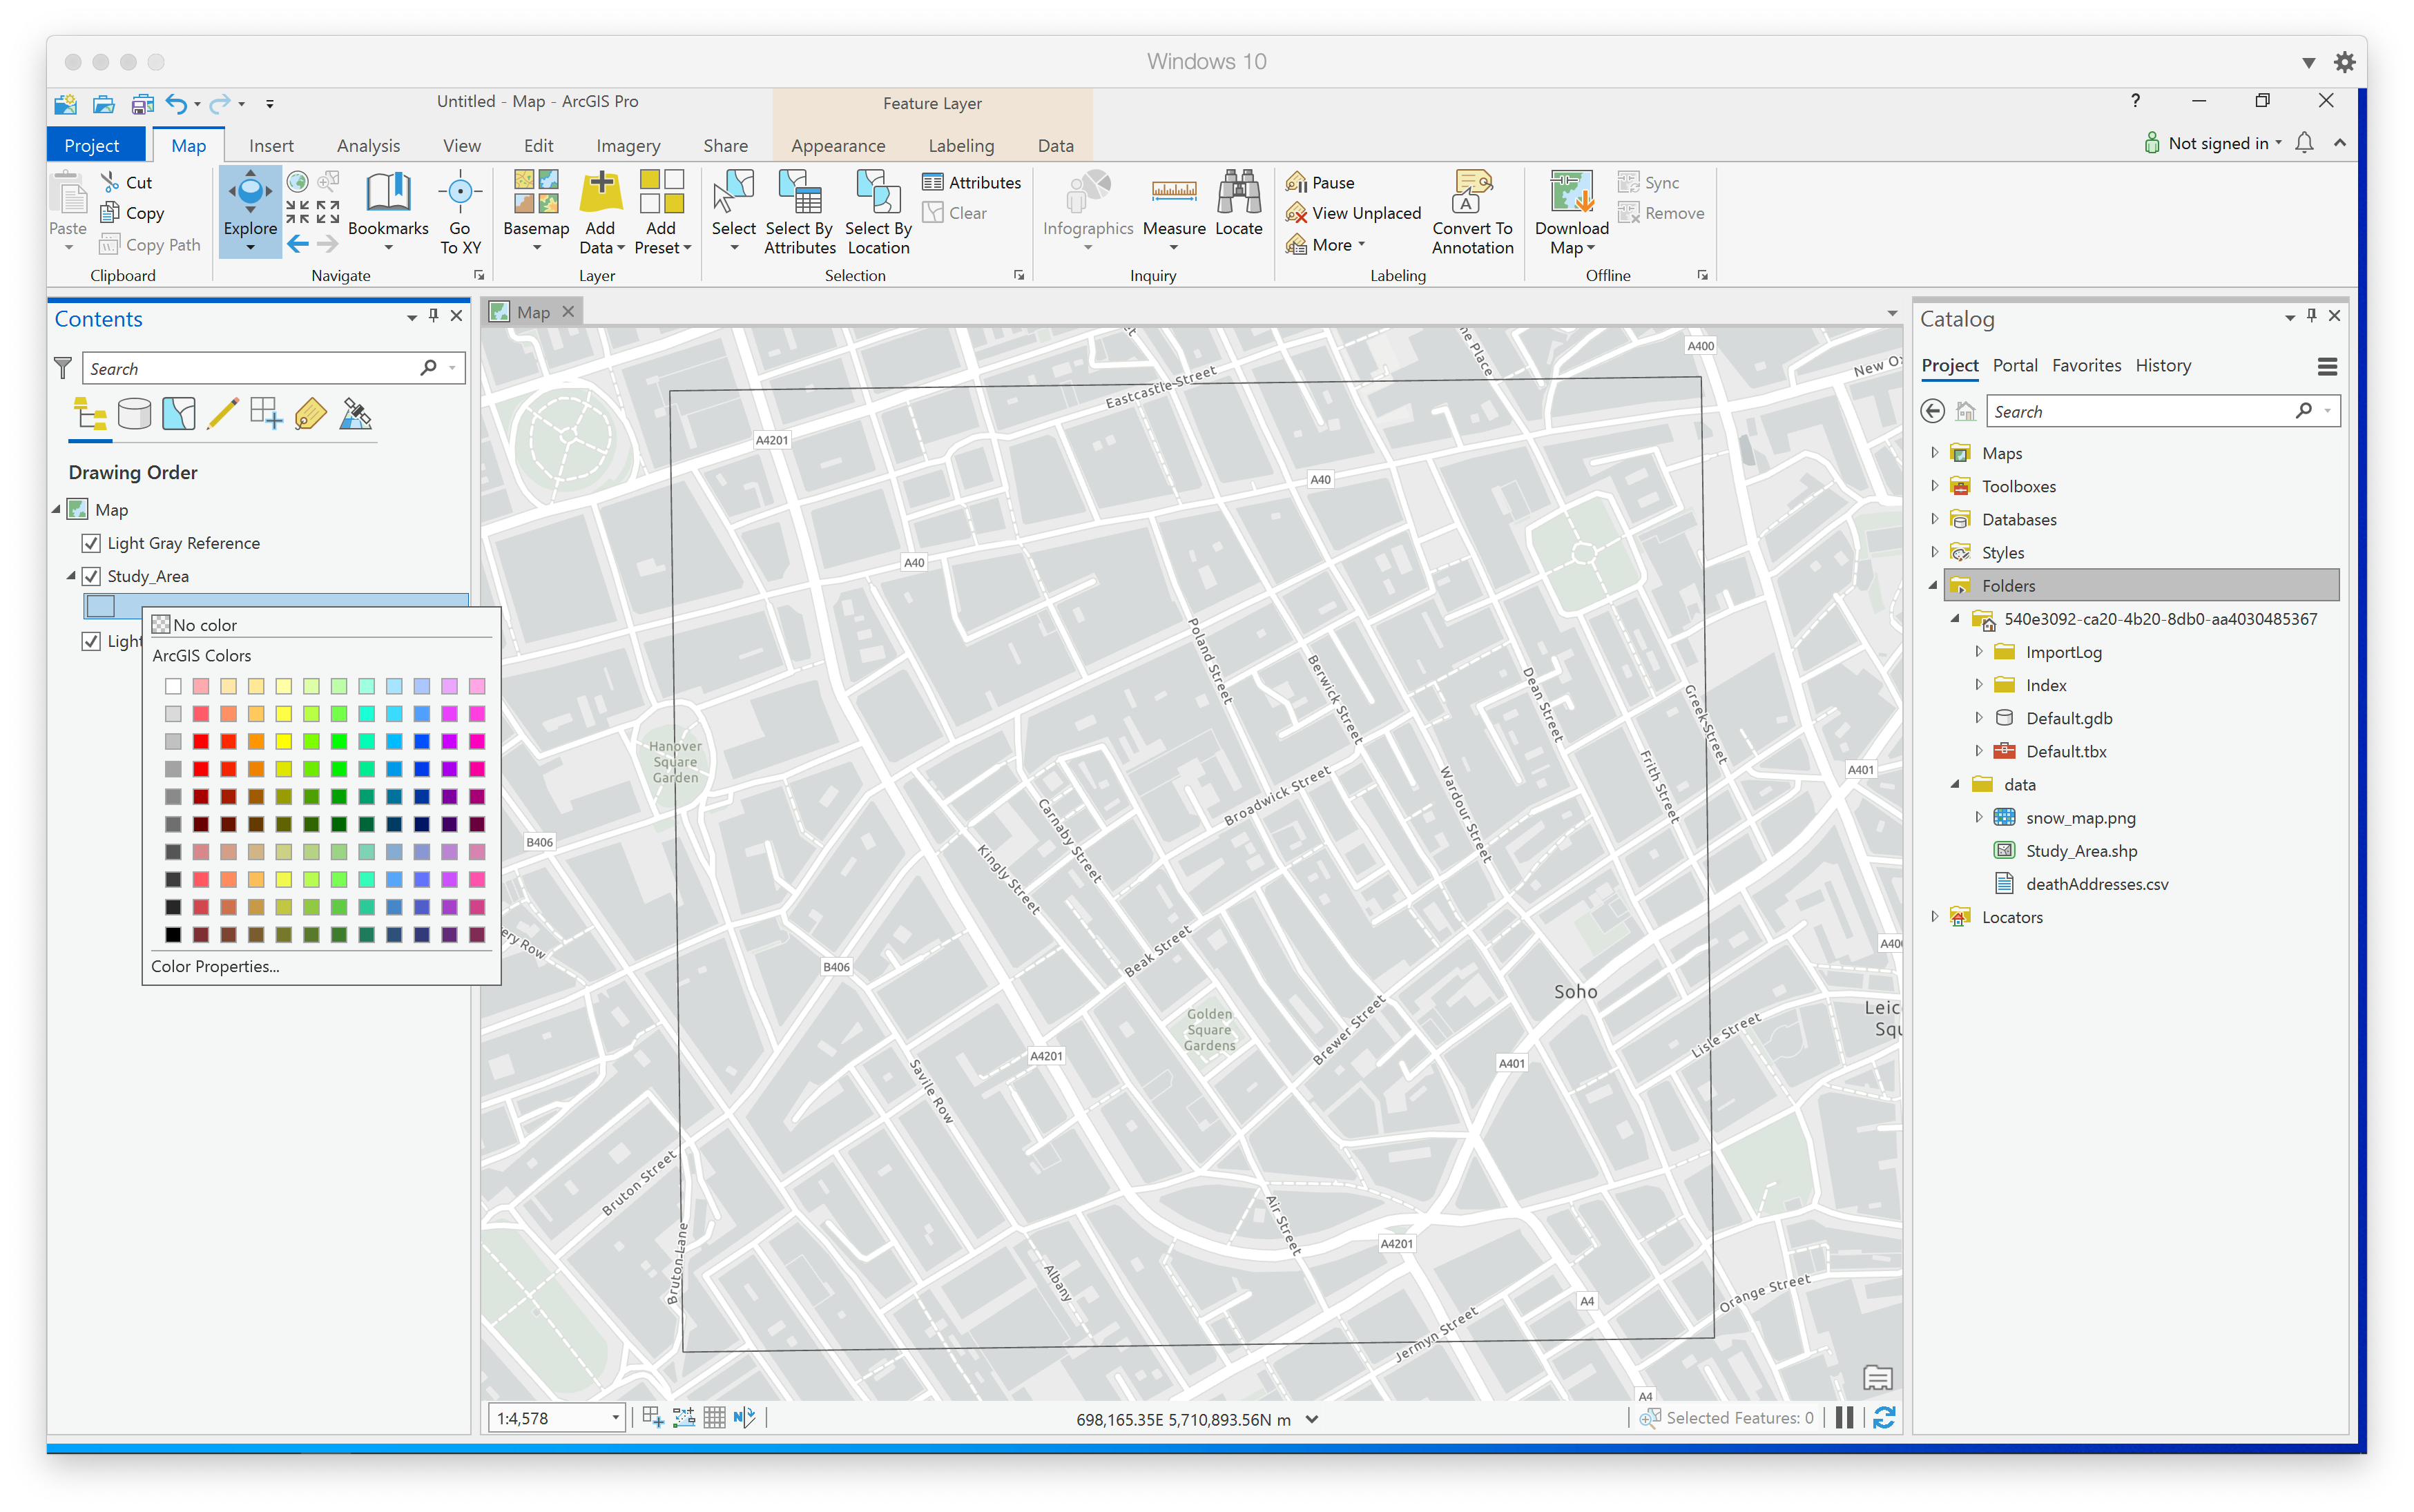 Windows 10
Untitled - Map - ArcGIS Pro
Feature Layer
?
Project
Map
Insert
Analysis
View
Edit
Imagery
Share
Appearance
Labeling
Data
Not signed in
Paste
Cut
Copy
Copy Path
Clipboard
Explore
Bookmarks
Go
To XY
Navigate
Basemap
Add
Data
Add
Preset
Layer
Select
Select By
Attributes
Select By
Location
Attributes
Clear
Selection
Infographics
Measure
Locate
Inquiry
Pause
View Unplaced
More
Convert To
Annotation
Labeling
Download
Map
Sync
Remove
Offline
Contents
Search
Drawing Order
Map
Light Gray Reference
Study_Area
Light
No color
ArcGIS Colors
Color Properties...
Map
A400
New Ox
Eastcastle Street
A4201
A40
A40
Poland Street
Berwick Street
Dean Street
Greek Street
Hanover
Square
Garden
Frith Street
A401
Wardour Street
Broadwick Street
Carnaby Street
Kingly Street
B406
ery Row
Beak Street
B406
A40
Soho
Leic
Squ
Golden
Square
Gardens
Brewer Street
Lisle Street
A4201
A401
Savile Row
Bruton Street
Bruton Lane
Air Street
A4201
Albany
Orange Street
A4
Jermyn Street
A4
1:4,578
698,165.35E 5,710,893.56N m
Selected Features: 0
Catalog
Project
Portal
Favorites
History
Search
Maps
Toolboxes
Databases
Styles
Folders
540e3092-ca20-4b20-8db0-aa4030485367
ImportLog
Index
Default.gdb
Default.tbx
data
snow_map.png
Study_Area.shp
deathAddresses.csv
Locators